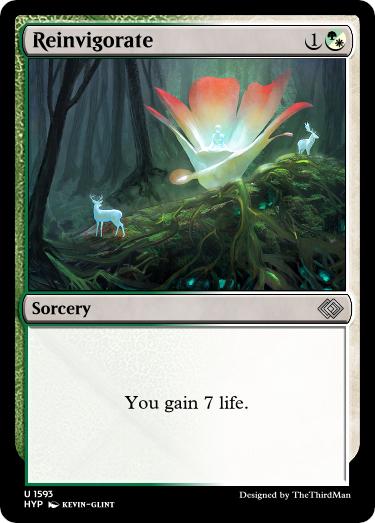 Reinvigorate 1
Sorcery
You gain 7 life.
U 1593
HYP KEVIN-GLINT
Designed by TheThirdMan